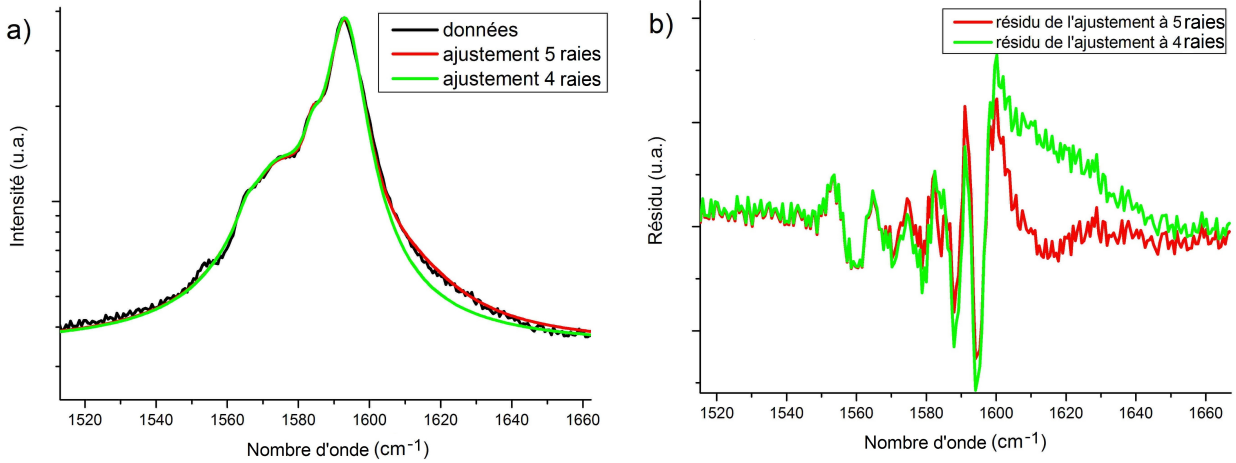 a)
données
ajustement 5 raies
ajustement 4 raies
Intensité (u.a.)
1520 1540 1560 1580 1600 1620 1640 1660
Nombre d'onde (cm⁻¹)
b)
résidu de l'ajustement à 5 raies
résidu de l'ajustement à 4 raies
Résidu (u.a.)
1520 1540 1560 1580 1600 1620 1640 1660
Nombre d'onde (cm⁻¹)